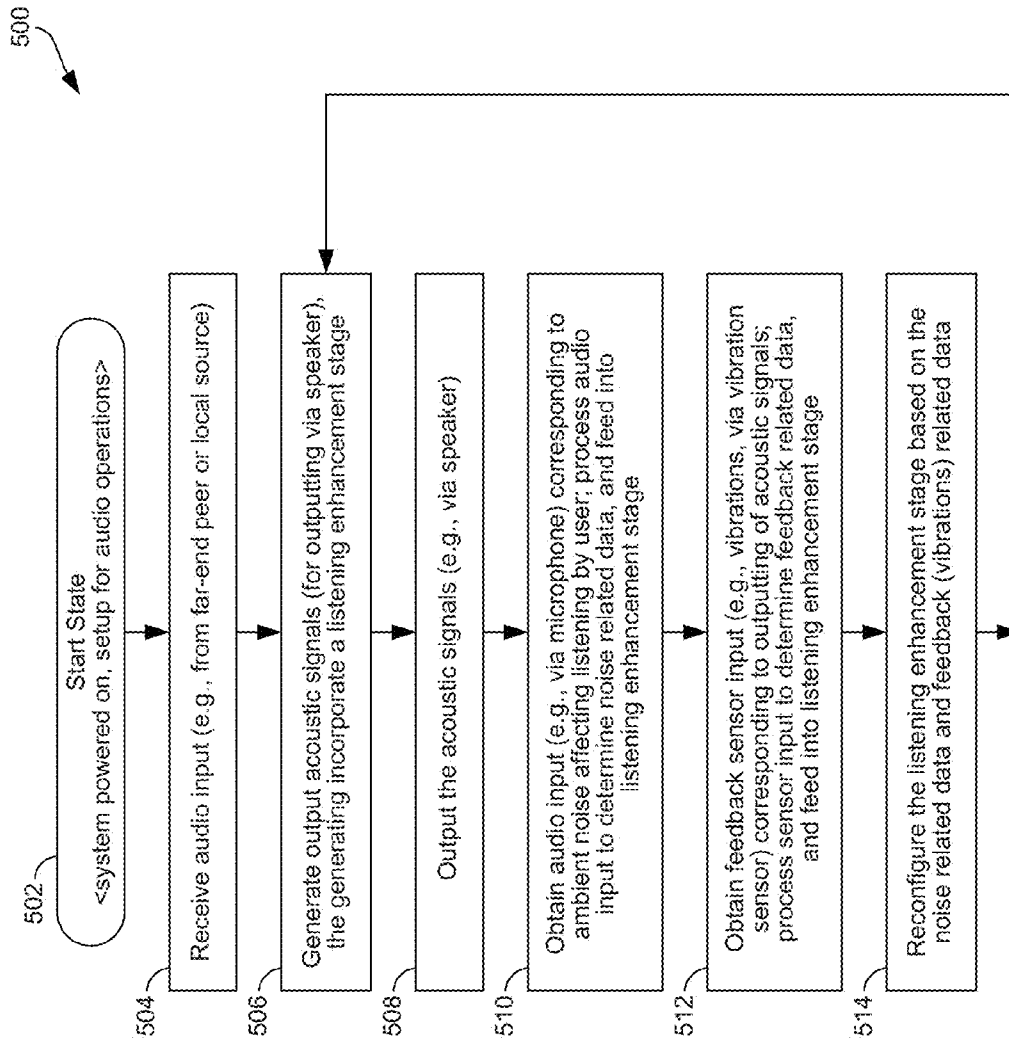 500
502
Start State
<system powered on, setup for audio operations>
504
Receive audio input (e.g., from far-end peer or local source)
506
Generate output acoustic signals (for outputting via speaker),
the generating incorporate a listening enhancement stage
508
Output the acoustic signals (e.g., via speaker)
510
Obtain audio input (e.g., via microphone) corresponding to
ambient noise affecting listening by user; process audio
input to determine noise related data, and feed into
listening enhancement stage
512
Obtain feedback sensor input (e.g., vibrations, via vibration
sensor) corresponding to outputting of acoustic signals;
process sensor input to determine feedback related data,
and feed into listening enhancement stage
514
Reconfigure the listening enhancement stage based on the
noise related data and feedback (vibrations) related data